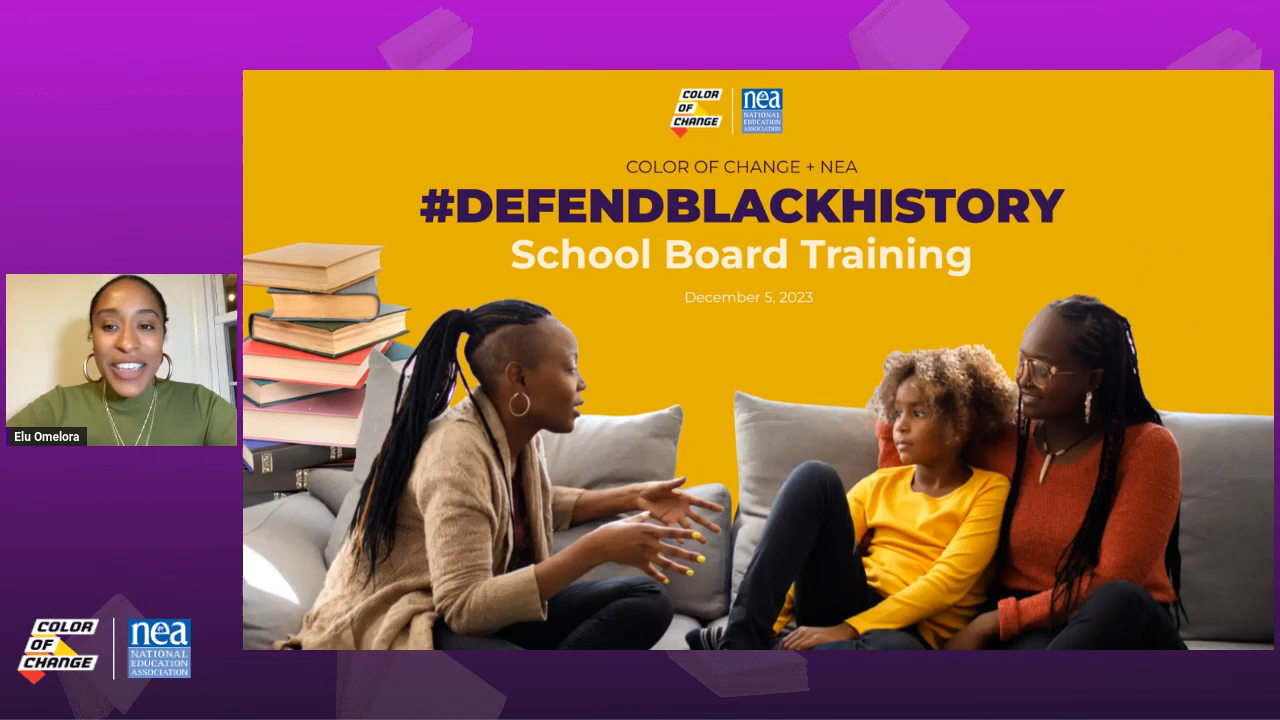 COLOR
OF
CHANGE
nea
NATIONAL
EDUCATION
ASSOCIATION
COLOR OF CHANGE + NEA
#DEFENDBLACKHISTORY
School Board Training
December 5, 2023
Elu Omelora
COLOR
OF
CHANGE
nea
NATIONAL
EDUCATION
ASSOCIATION